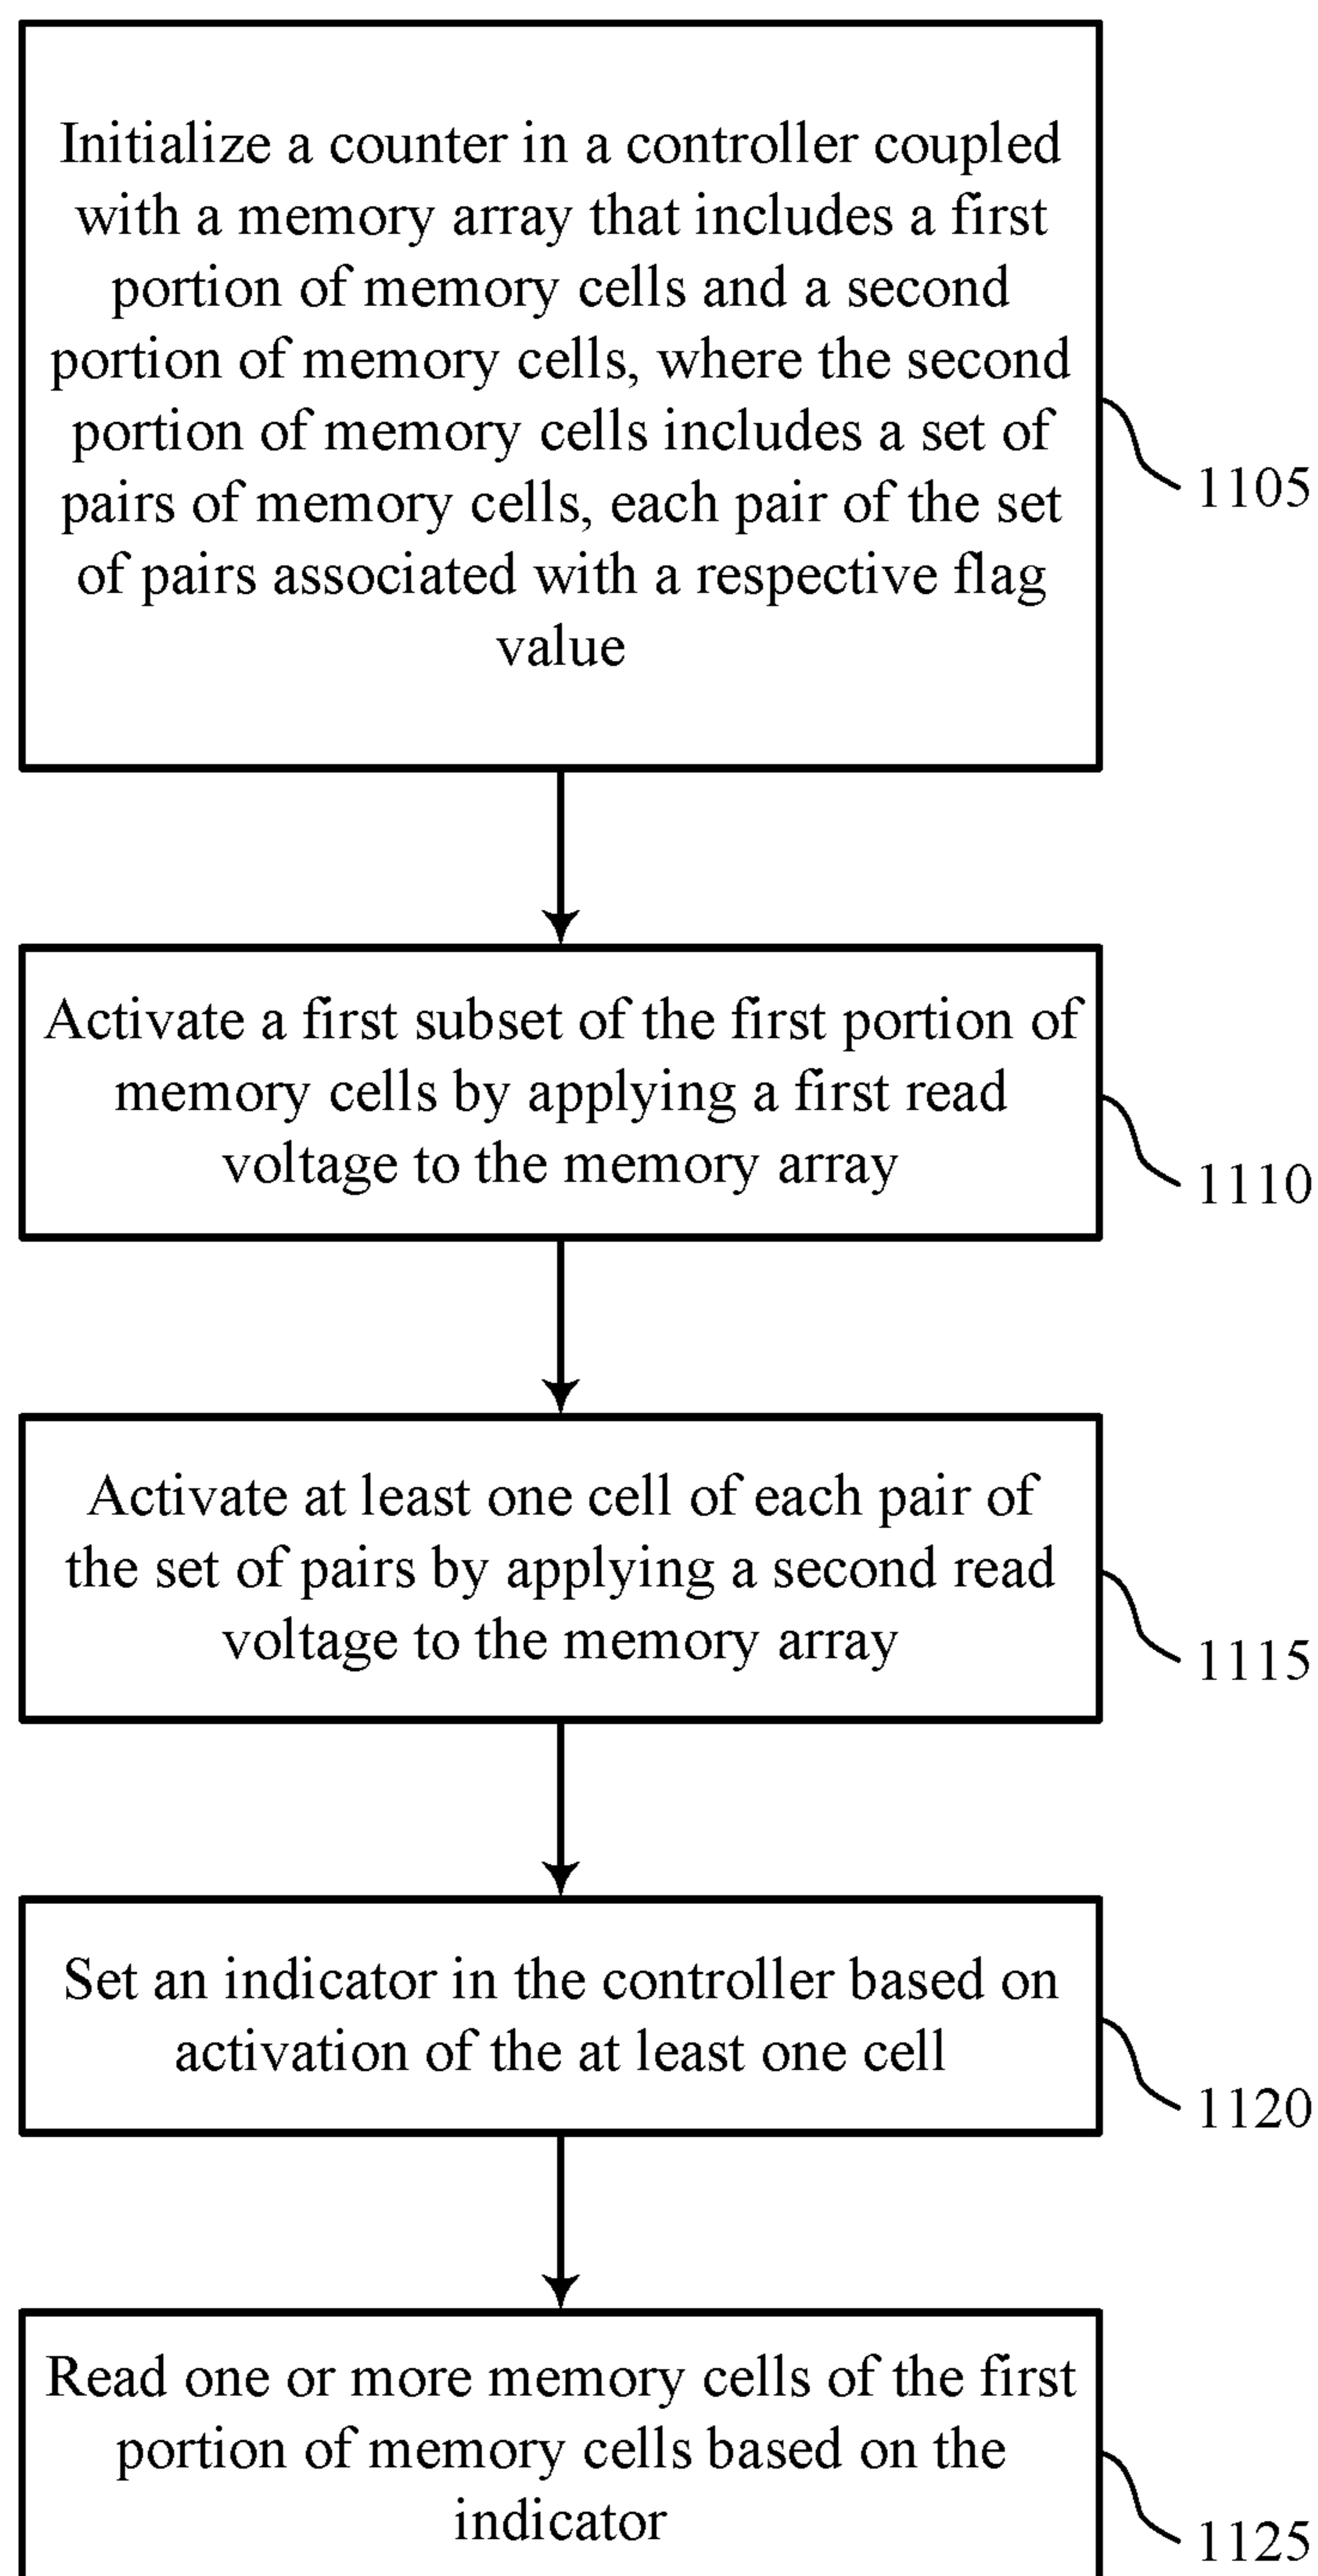 Initialize a counter in a controller coupled
with a memory array that includes a first
portion of memory cells and a second
portion of memory cells, where the second
portion of memory cells includes a set of
pairs of memory cells, each pair of the set
of pairs associated with a respective flag
value
1105
Activate a first subset of the first portion of
memory cells by applying a first read
voltage to the memory array
1110
Activate at least one cell of each pair of
the set of pairs by applying a second read
voltage to the memory array
1115
Set an indicator in the controller based on
activation of the at least one cell
1120
Read one or more memory cells of the first
portion of memory cells based on the
indicator
1125